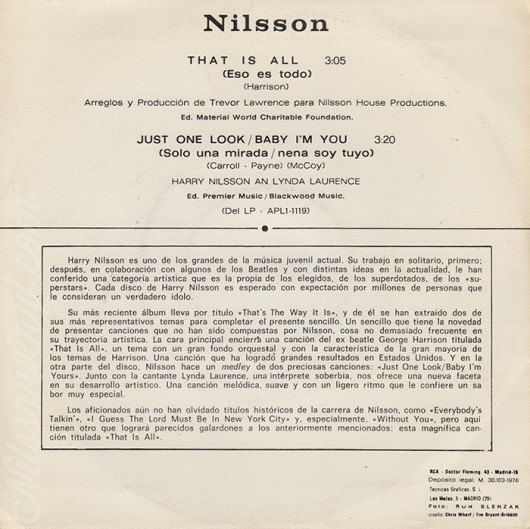 Nilsson
THAT IS ALL 3:05
(Eso es todo)
(Harrison)
Arreglos y Producción de Trevor Lawrence para Nilsson House Productions.
Ed. Material World Charitable Foundation.
JUST ONE LOOK / BABY I'M YOU 3:20
(Solo una mirada / nena soy tuyo)
(Carroll - Payne) (McCoy)
HARRY NILSSON AN LYNDA LAURENCE
Ed. Premier Music / Blackwood Music.
(Del LP - APL1-1119)
Harry Nilsson es uno de los grandes de la música juvenil actual. Su trabajo en solitario, primero;
después, en colaboración con algunos de los Beatles y con distintas ideas en la actualidad, le han
conferido una categoría artística que es la propia de los elegidos, de los superdotados, de los «su-
perstars». Cada disco de Harry Nilsson es esperado con expectación por millones de personas que
le consideran un verdadero ídolo.
Su más reciente álbum lleva por título «That's The Way It Is», y de él se han extraído dos de
sus más representativos temas para completar el presente sencillo. Un sencillo que tiene la novedad
de presentar canciones que no han sido compuestas por Nilsson, cosa no demasiado frecuente en
su trayectoria artística. La cara principal encierra una canción del ex beatle George Harrison titulada
«That Is All», un tema con un gran fondo orquestal y con la característica de la gran mayoría de
los temas de Harrison. Una canción que ha logrado grandes resultados en Estados Unidos. Y en la
otra parte del disco, Nilsson hace un medley de dos preciosas canciones: «Just One Look/Baby I'm
Yours». Junto con la cantante Lynda Laurence, una intérprete soberbia, nos ofrece una nueva faceta
en su desarrollo artístico. Una canción melódica, suave y con un ligero ritmo que le confiere un sa
bor muy especial.
Los aficionados aún no han olvidado títulos históricos de la carrera de Nilsson, como «Everybody's
Talkin'», «I Guess The Lord Must Be In New York City» y, especialmente, «Without You», pero aquí
tienen otro que logrará parecidos galardones a los anteriormente mencionados: esta magnífica can-
ción titulada «That Is All».
RCA - Doctor Fleming, 43 - Madrid-16
Depósito legal: M. 30.103-1976
Tecnicas Graficas, S. L.
Las Matas, 5 - MADRID (29)
Foto: RUH SLENZAK
diseño: Chris Wharf / Tim Bryant-Gribbitt